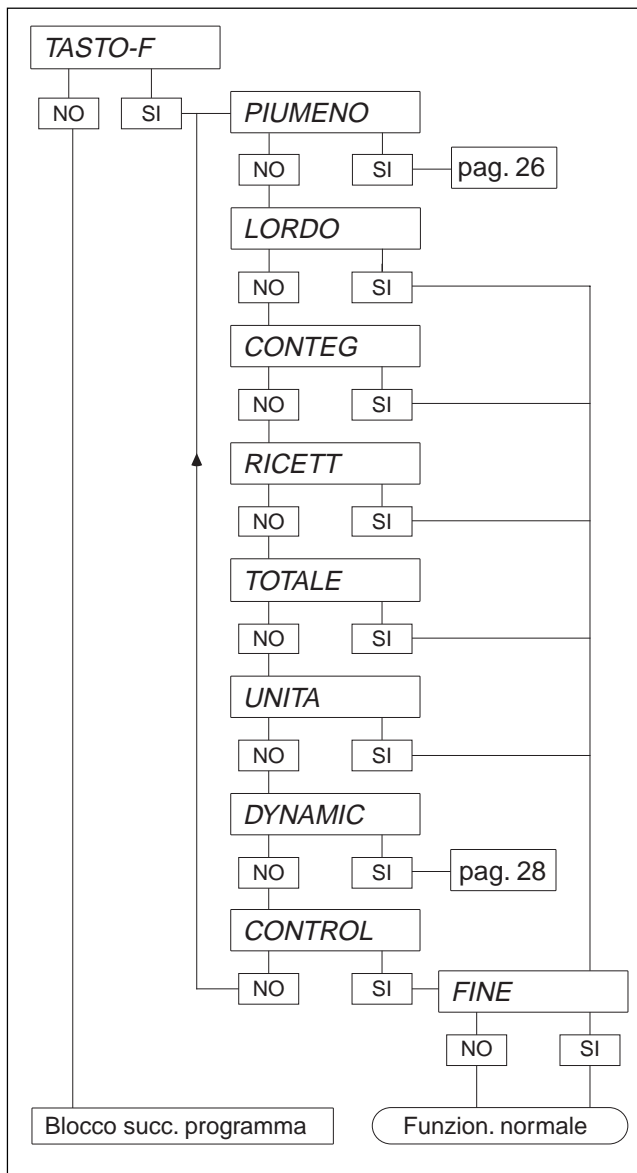 TASTO-F
NO SI PIUMENO
NO SI pag. 26
LORDO
NO SI
CONTEG
NO SI
RICETT
NO SI
TOTALE
NO SI
UNITA
NO SI
DYNAMIC
NO SI pag. 28
CONTROL
NO SI FINE
NO SI
Blocco succ. programma Funzion. normale